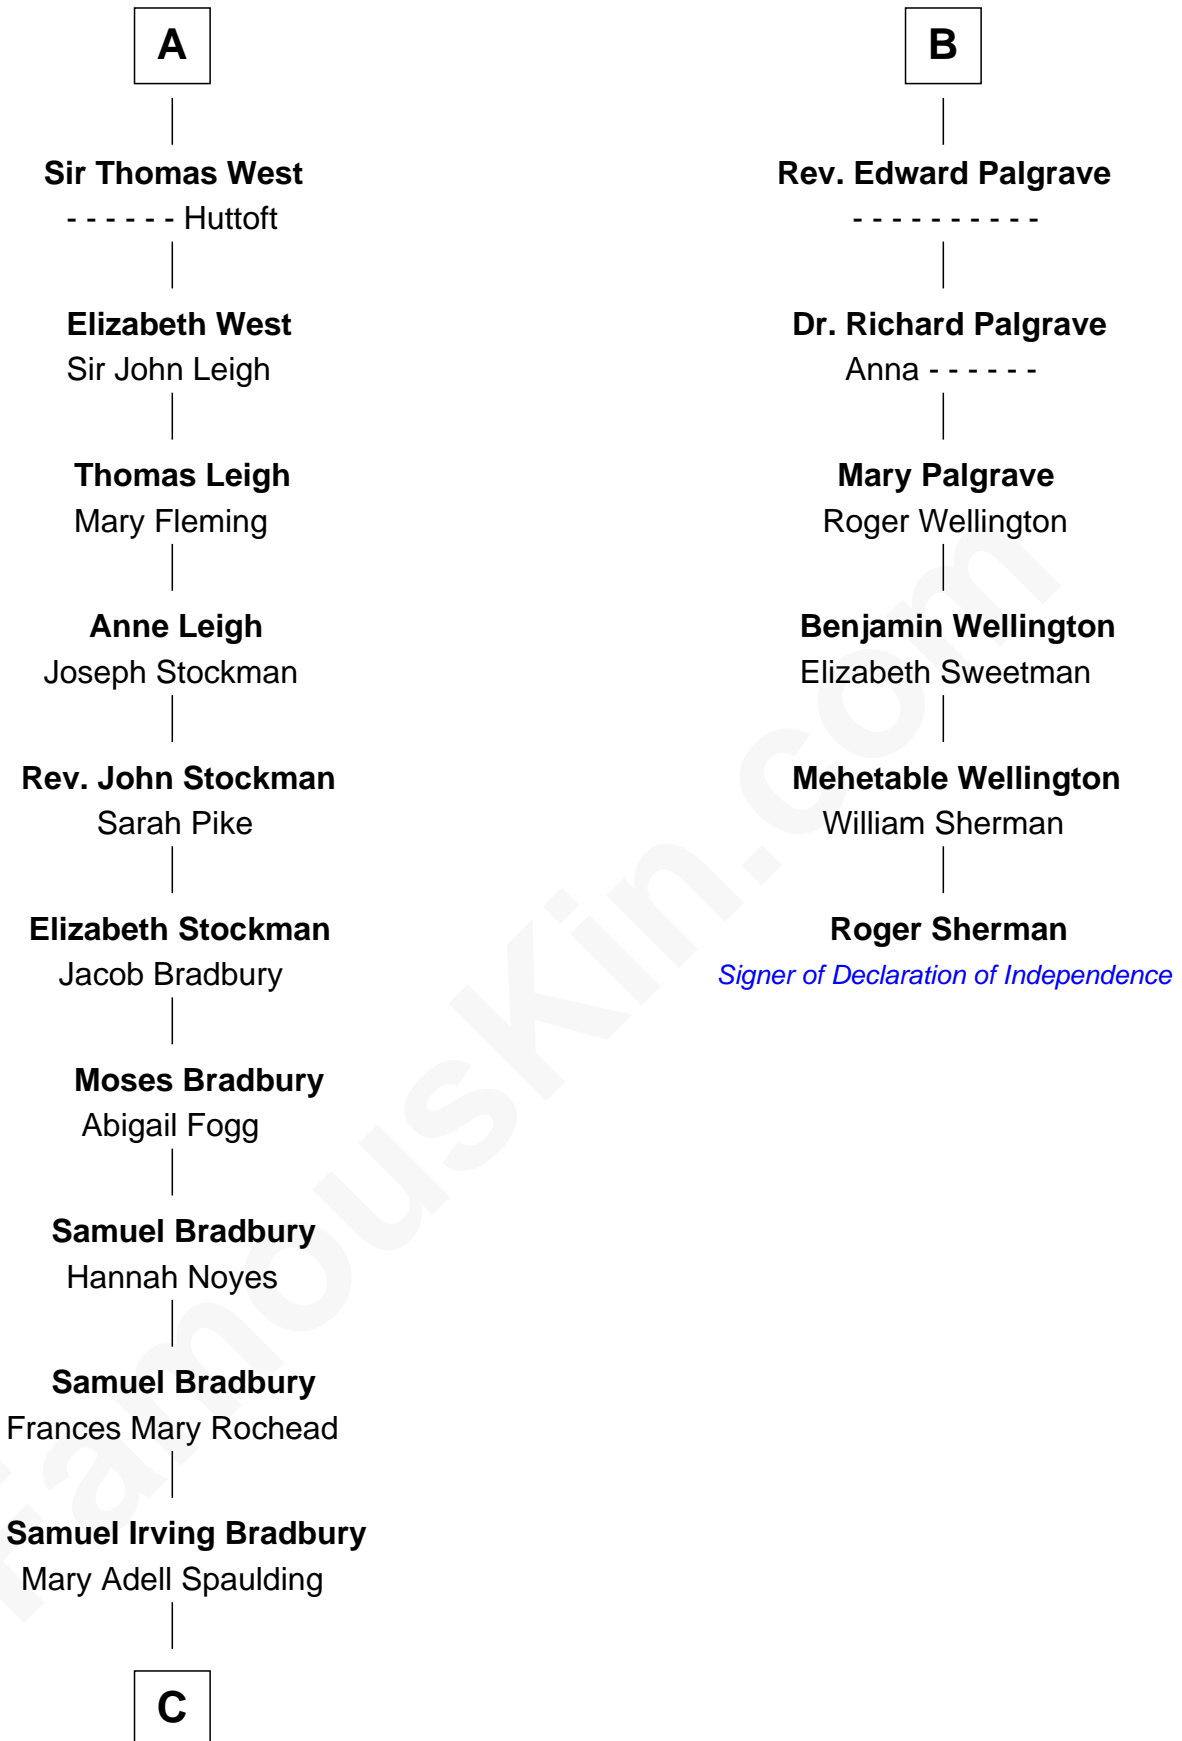 A
Sir Thomas West
- - - - - - Huttoft
Elizabeth West
Sir John Leigh
Thomas Leigh
Mary Fleming
Anne Leigh
Joseph Stockman
Rev. John Stockman
Sarah Pike
Elizabeth Stockman
Jacob Bradbury
Moses Bradbury
Abigail Fogg
Samuel Bradbury
Hannah Noyes
Samuel Bradbury
Frances Mary Rochead
Samuel Irving Bradbury
Mary Adell Spaulding
C
B
Rev. Edward Palgrave
- - - - - - - - - -
Dr. Richard Palgrave
Anna - - - - - -
Mary Palgrave
Roger Wellington
Benjamin Wellington
Elizabeth Sweetman
Mehetable Wellington
William Sherman
Roger Sherman
Signer of Declaration of Independence
FamousKin.com